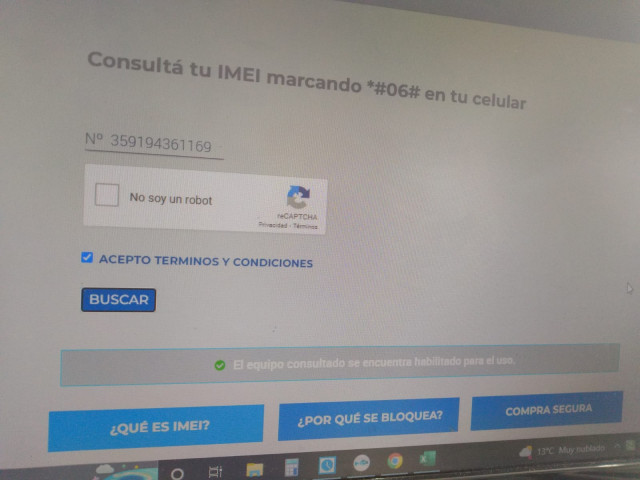 Consultá tu IMEI marcando *#06# en tu celular
Nº 359194361169
No soy un robot
reCAPTCHA
Privacidad - Términos
ACEPTO TERMINOS Y CONDICIONES
BUSCAR
El equipo consultado se encuentra habilitado para el uso.
¿QUÉ ES IMEI?
¿POR QUÉ SE BLOQUEA?
COMPRA SEGURA
13°C Muy nublado